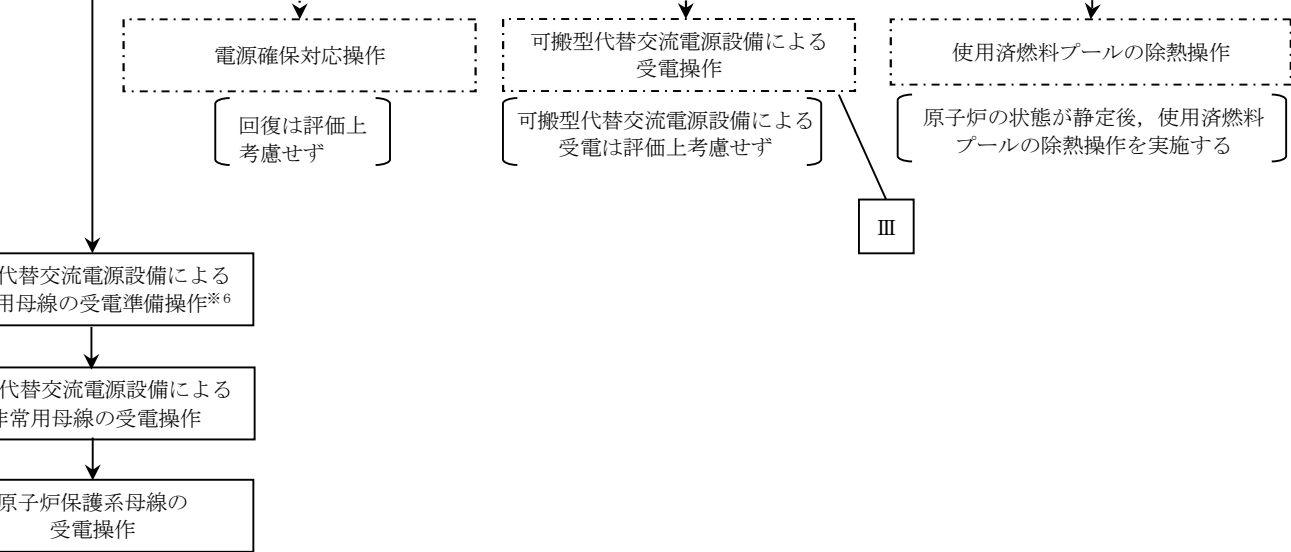 電源確保対応操作
可搬型代替交流電源設備による
受電操作
使用済燃料プールの除熱操作
回復は評価上
考慮せず
可搬型代替交流電源設備による
受電は評価上考慮せず
原子炉の状態が静定後，使用済燃料
プールの除熱操作を実施する
Ⅲ
代替交流電源設備による
用母線の受電準備操作※6
代替交流電源設備による
非常用母線の受電操作
原子炉保護系母線の
受電操作